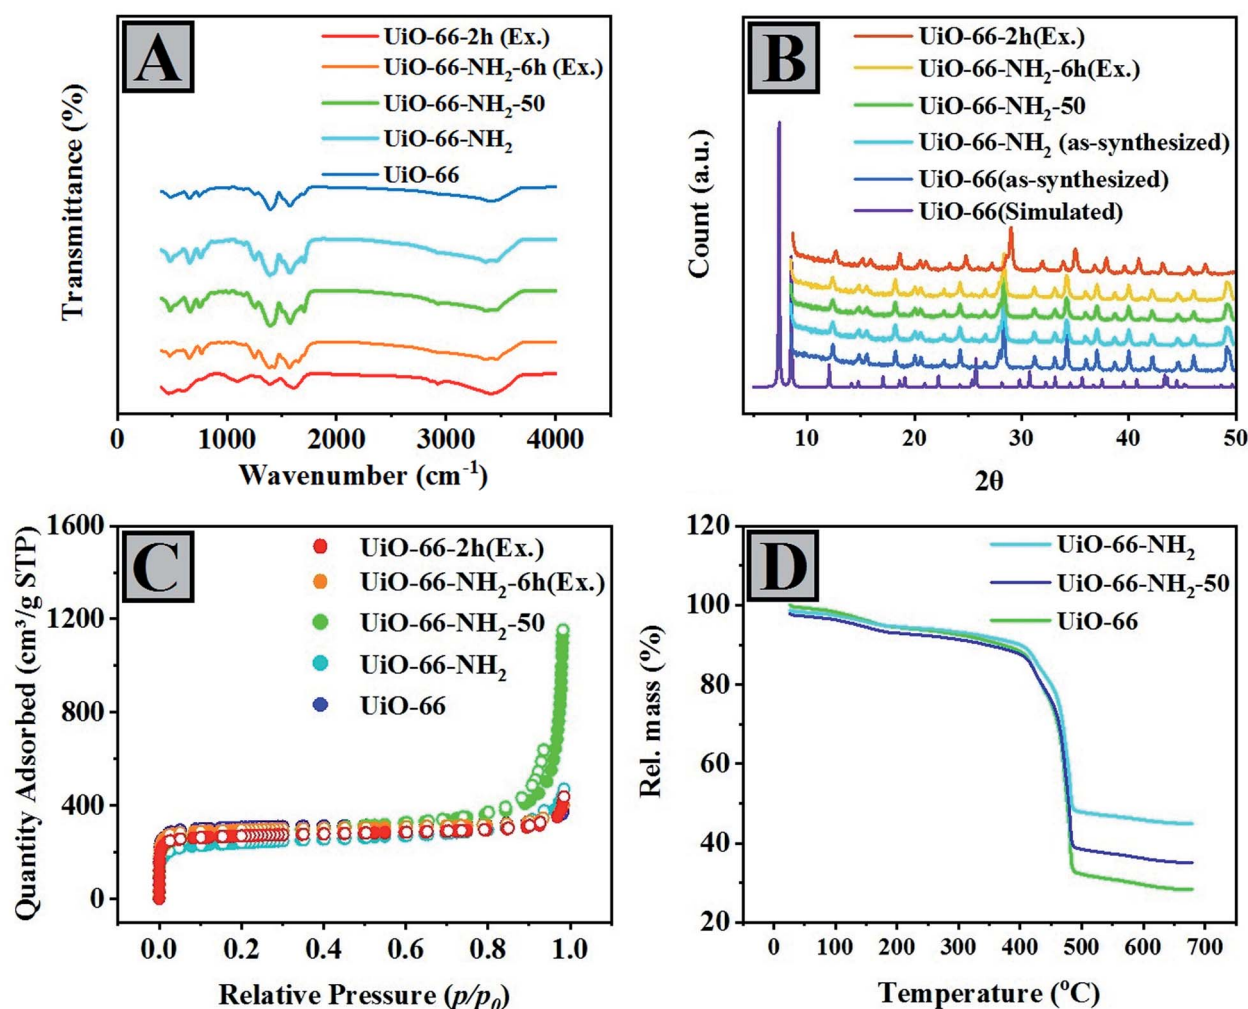 A
UiO-66-2h (Ex.)
UiO-66-NH2-6h (Ex.)
UiO-66-NH2-50
UiO-66-NH2
UiO-66
Transmittance (%)
0 1000 2000 3000 4000
Wavenumber (cm-1)
B
UiO-66-2h(Ex.)
UiO-66-NH2-6h(Ex.)
UiO-66-NH2-50
UiO-66-NH2 (as-synthesized)
UiO-66(as-synthesized)
UiO-66(Simulated)
Count (a.u.)
10 20 30 40 50
2θ
C
UiO-66-2h(Ex.)
UiO-66-NH2-6h(Ex.)
UiO-66-NH2-50
UiO-66-NH2
UiO-66
Quantity Adsorbed (cm³/g STP)
1600
1200
800
400
0
0.0 0.2 0.4 0.6 0.8 1.0
Relative Pressure (p/p0)
D
UiO-66-NH2
UiO-66-NH2-50
UiO-66
Rel. mass (%)
120
100
80
60
40
20
0 100 200 300 400 500 600 700
Temperature (oC)